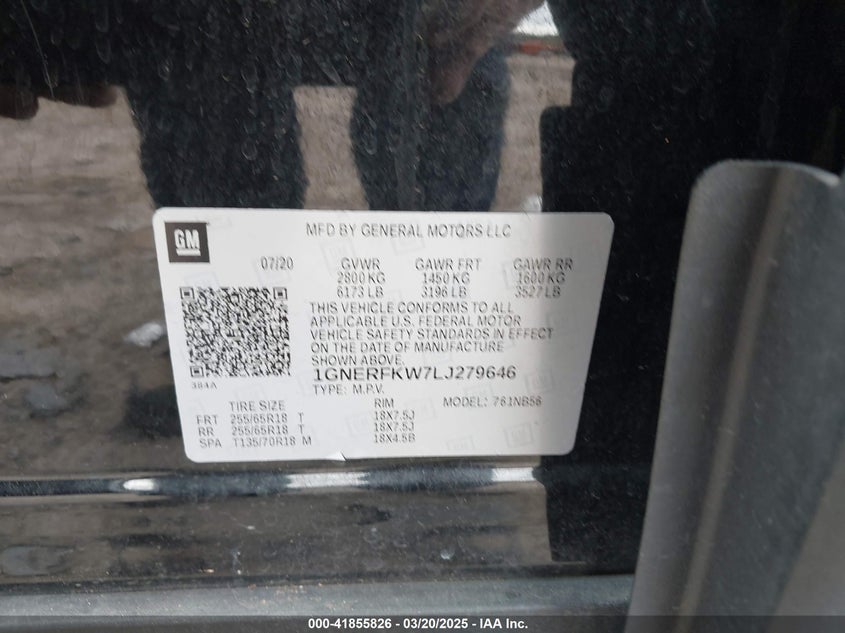 GM
MFD BY GENERAL MOTORS LLC
07/20 GVWR GAWR FRT GAWR RR
2800 KG 1450 KG 1600 KG
6173 LB 3196 LB 3527 LB
THIS VEHICLE CONFORMS TO ALL
APPLICABLE U.S. FEDERAL MOTOR
VEHICLE SAFETY STANDARDS IN EFFECT
ON THE DATE OF MANUFACTURE
SHOWN ABOVE.
384A
1GNERFKW7LJ279646
TYPE: M.P.V.
TIRE SIZE RIM MODEL: 761NB56
FRT 255/65R18 T 18X7.5J
RR 255/65R18 T 18X7.5J
SPA T135/70R18 M 18X4.5B
000-41855826 / 03/20/2025 / IAA Inc.